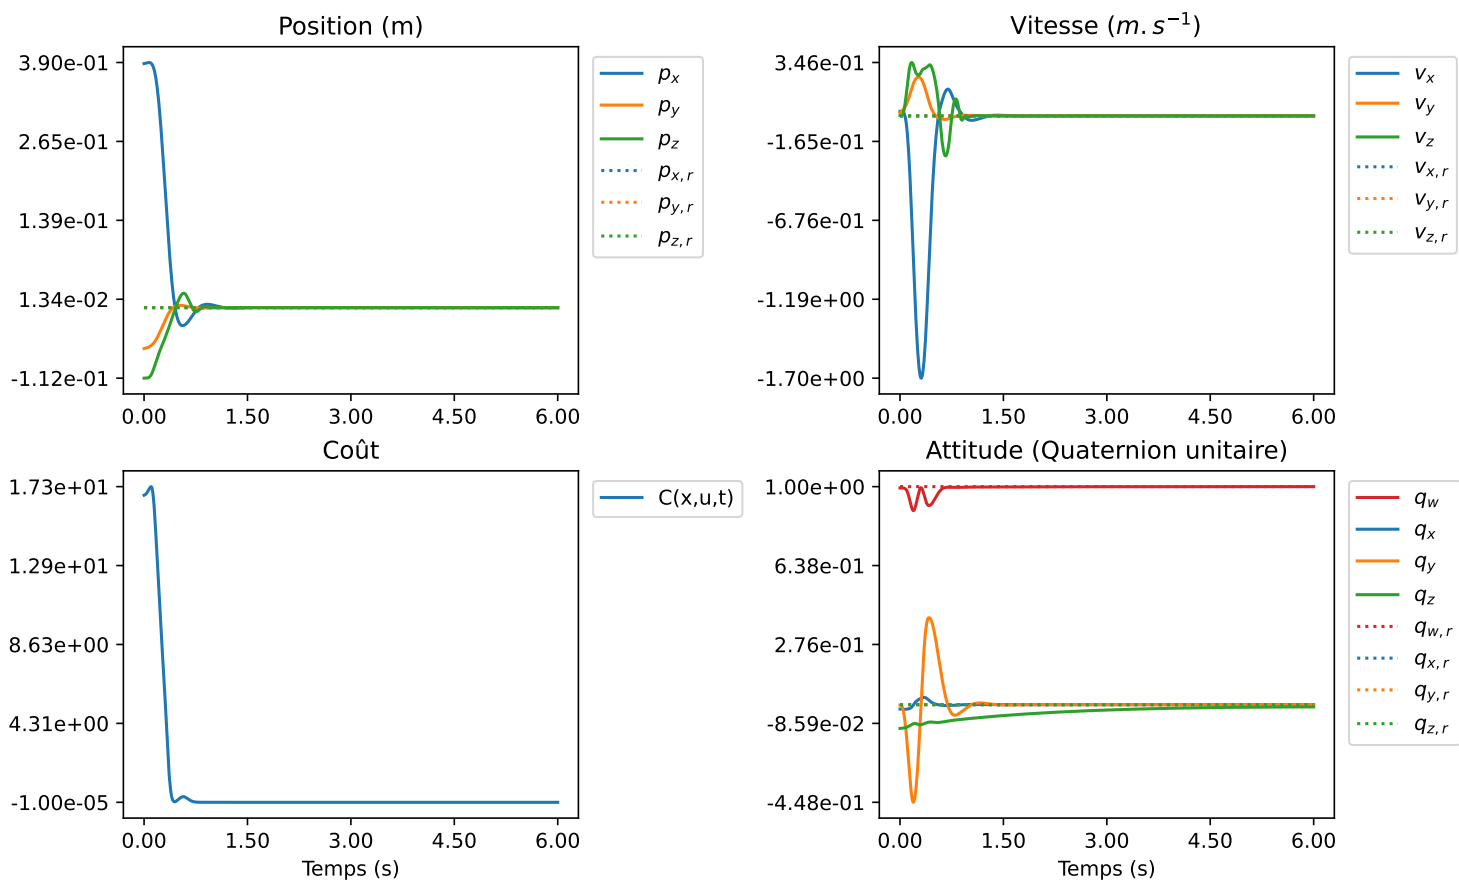 Position (m)
3.90e-01
2.65e-01
1.39e-01
1.34e-02
-1.12e-01
0.00 1.50 3.00 4.50 6.00
p_x
p_y
p_z
p_{x,r}
p_{y,r}
p_{z,r}
Vitesse (m.s^{-1})
3.46e-01
-1.65e-01
-6.76e-01
-1.19e+00
-1.70e+00
0.00 1.50 3.00 4.50 6.00
v_x
v_y
v_z
v_{x,r}
v_{y,r}
v_{z,r}
Coût
1.73e+01
1.29e+01
8.63e+00
4.31e+00
-1.00e-05
0.00 1.50 3.00 4.50 6.00
Temps (s)
C(x,u,t)
Attitude (Quaternion unitaire)
1.00e+00
6.38e-01
2.76e-01
-8.59e-02
-4.48e-01
0.00 1.50 3.00 4.50 6.00
Temps (s)
q_w
q_x
q_y
q_z
q_{w,r}
q_{x,r}
q_{y,r}
q_{z,r}